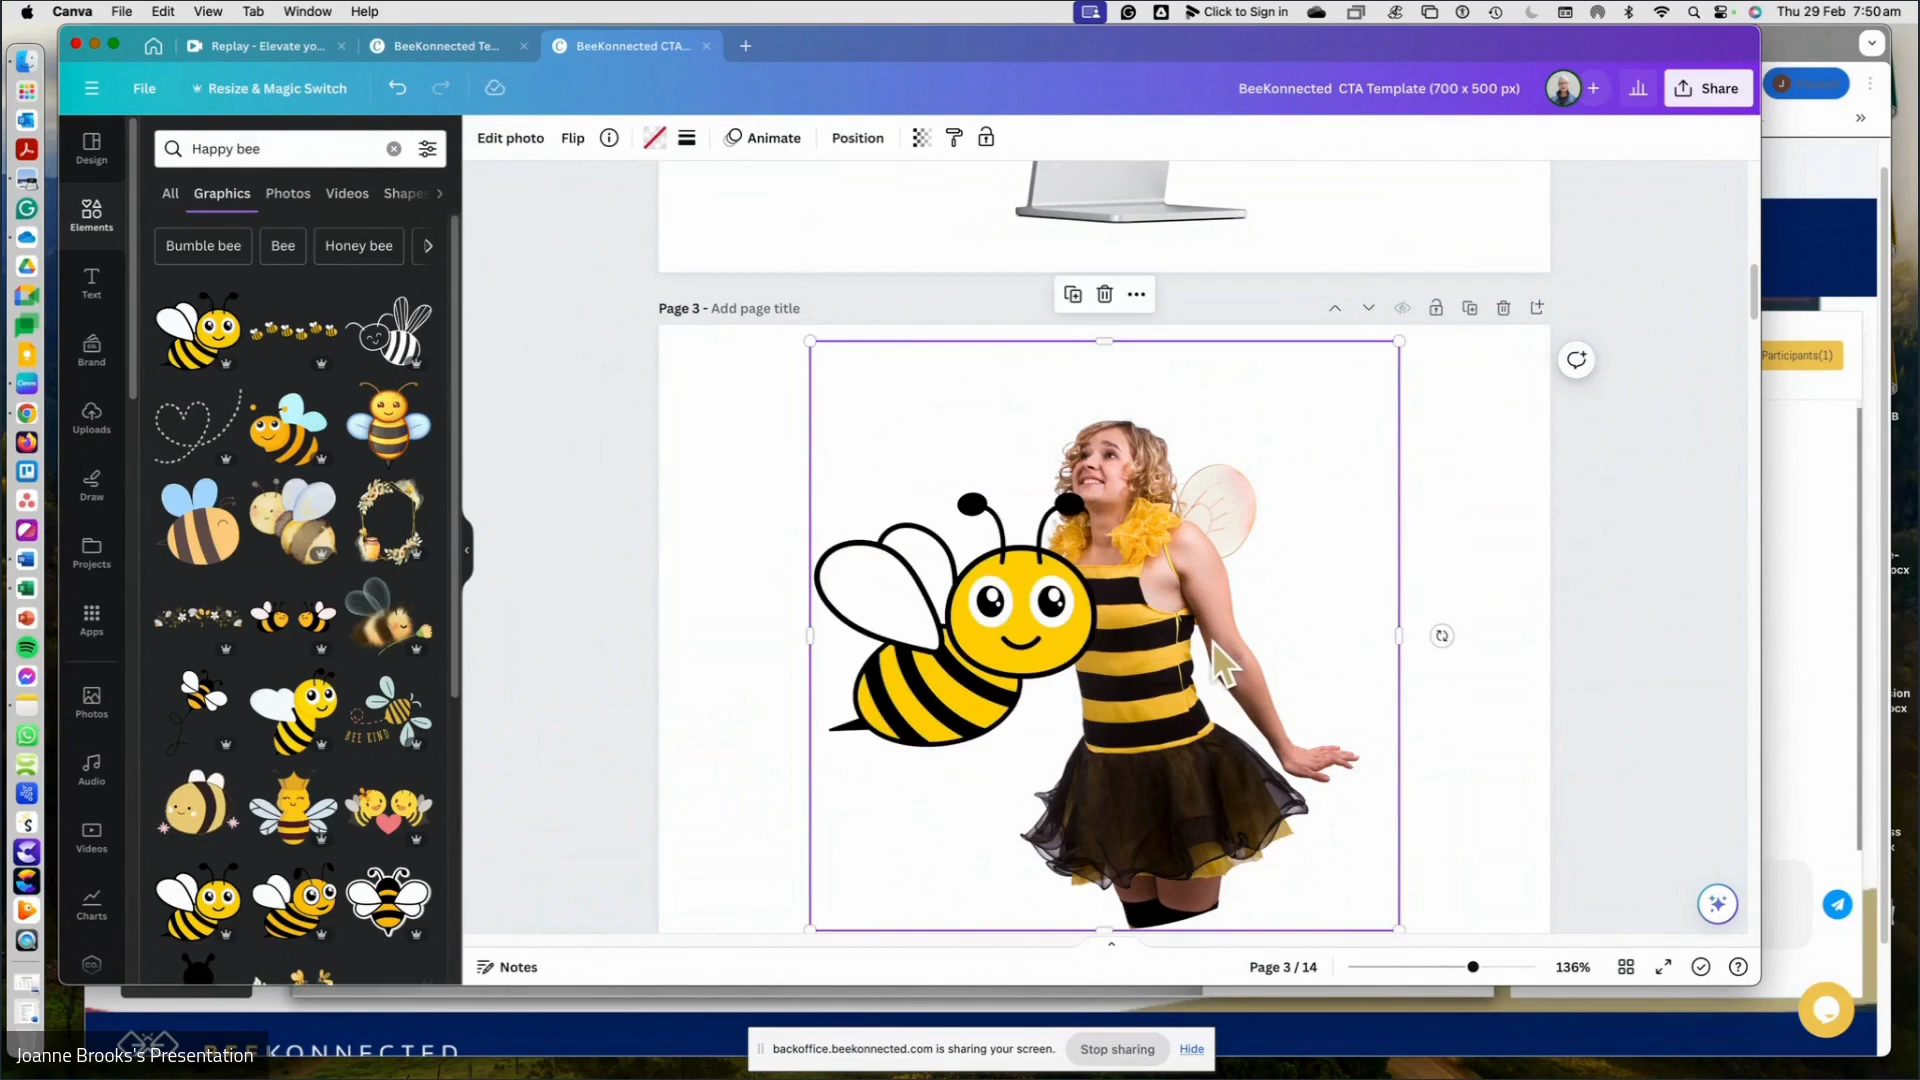 Canva File Edit View Tab Window Help
Click to Sign in
Thu 29 Feb 7:50 am
Replay - Elevate yo...
BeeKonnected Te...
BeeKonnected CTA...
File
Resize & Magic Switch
BeeKonnected CTA Template (700 x 500 px)
Share
Design
Elements
Text
Brand
Uploads
Draw
Projects
Apps
Photos
Audio
Videos
Charts
Happy bee
All Graphics Photos Videos Shapes
Bumble bee
Bee
Honey bee
BEE KIND
Edit photo
Flip
Animate
Position
Page 3 - Add page title
Participants(1)
Notes
Page 3 / 14
136%
BEEKONNECTED
Joanne Brooks's Presentation
backoffice.beekonnected.com is sharing your screen.
Stop sharing
Hide